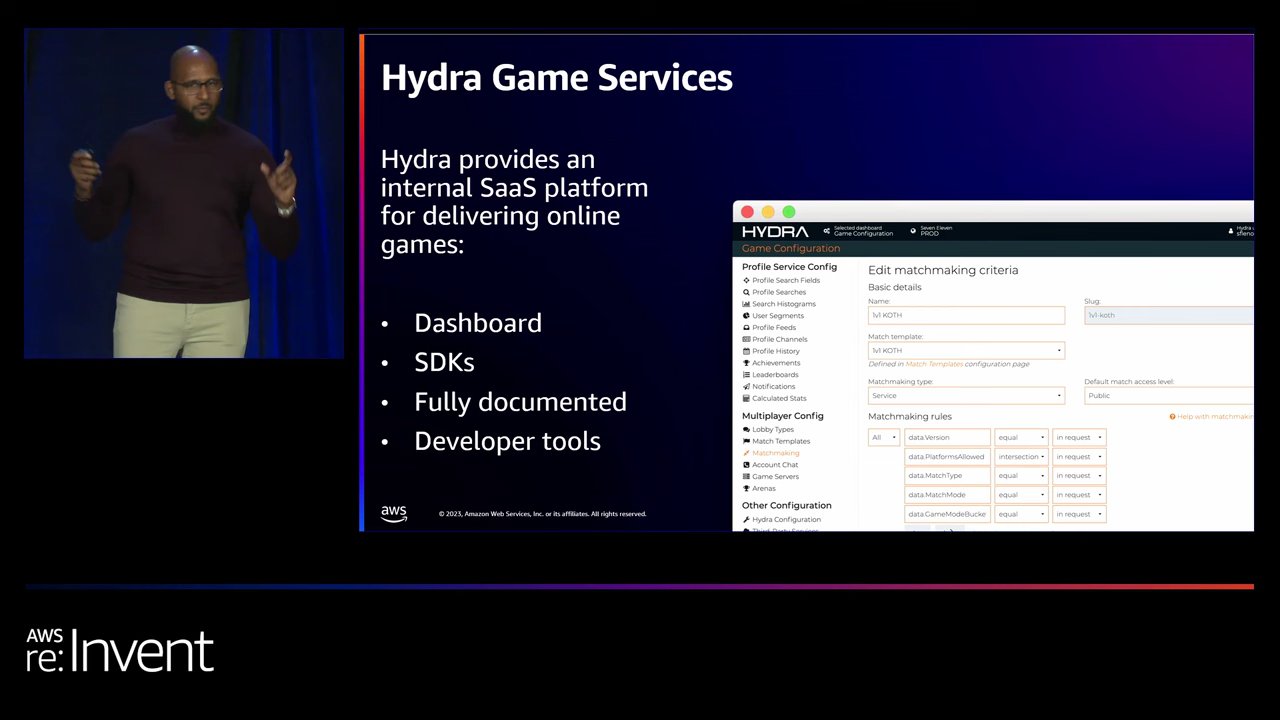 Hydra Game Services
Hydra provides an
internal SaaS platform
for delivering online
games:
• Dashboard
• SDKs
• Fully documented
• Developer tools
aws
© 2023, Amazon Web Services, Inc. or its affiliates. All rights reserved.
HYDRA
Selected dashboard
Game Configuration
Seven Eleven
PROD
Hydra
Game Configuration
Profile Service Config
Profile Search Fields
Profile Searches
Search Histograms
User Segments
Profile Feeds
Profile Channels
Profile History
Achievements
Leaderboards
Notifications
Calculated Stats
Multiplayer Config
Lobby Types
Match Templates
Matchmaking
Account Chat
Game Servers
Arenas
Other Configuration
Hydra Configuration
Edit matchmaking criteria
Basic details
Name:
Slug:
1v1 KOTH
1v1-koth
Match template:
1v1 KOTH
Defined in Match Templates configuration page
Matchmaking type:
Default match access level:
Service
Public
Matchmaking rules
Help with matchmakin
All data.Version equal in request
data.PlatformsAllowed intersection in request
data.MatchType equal in request
data.MatchMode equal in request
data.GameModeBucke equal in request
AWS
re:Invent